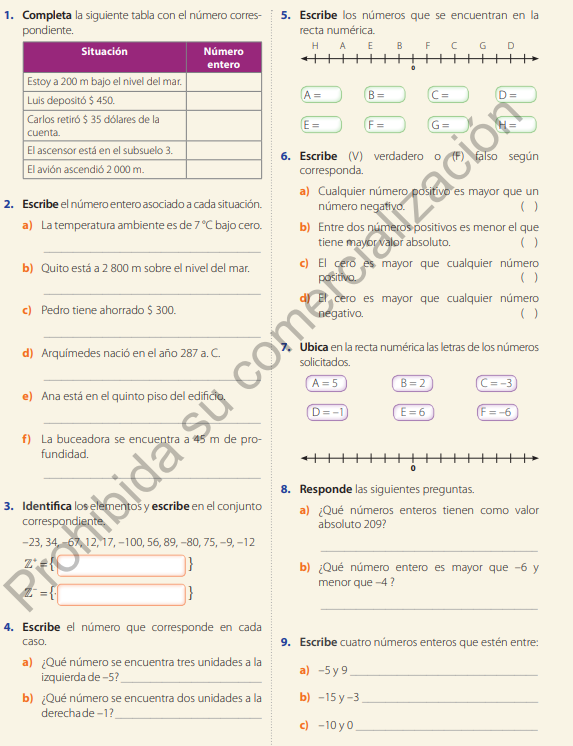 1. Completa la siguiente tabla con el número corres-
pondiente.
Situación Número
entero
Estoy a 200 m bajo el nivel del mar.
Luis depositó $ 450.
Carlos retiró $ 35 dólares de la
cuenta.
El ascensor está en el subsuelo 3.
El avión ascendió 2 000 m.
2. Escribe el número entero asociado a cada situación.
a) La temperatura ambiente es de 7 °C bajo cero.
b) Quito está a 2 800 m sobre el nivel del mar.
c) Pedro tiene ahorrado $ 300.
d) Arquímedes nació en el año 287 a. C.
e) Ana está en el quinto piso del edificio.
f) La buceadora se encuentra a 45 m de pro-
fundidad.
3. Identifica los elementos y escribe en el conjunto
correspondiente.
–23, 34, –67, 12, 17, –100, 56, 89, –80, 75, –9, –12
ℤ⁺ = { }
ℤ⁻ = { }
4. Escribe el número que corresponde en cada
caso.
a) ¿Qué número se encuentra tres unidades a la
izquierda de –5?
b) ¿Qué número se encuentra dos unidades a la
derecha de –1?
5. Escribe los números que se encuentran en la
recta numérica.
H A E B F C G D
0
A = B = C = D =
E = F = G = H =
6. Escribe (V) verdadero o (F) falso según
corresponda.
a) Cualquier número positivo es mayor que un
número negativo. ( )
b) Entre dos números positivos es menor el que
tiene mayor valor absoluto. ( )
c) El cero es mayor que cualquier número
positivo. ( )
d) El cero es mayor que cualquier número
negativo. ( )
7. Ubica en la recta numérica las letras de los números
solicitados.
A = 5 B = 2 C = –3
D = –1 E = 6 F = –6
0
8. Responde las siguientes preguntas.
a) ¿Qué números enteros tienen como valor
absoluto 209?
b) ¿Qué número entero es mayor que –6 y
menor que –4 ?
9. Escribe cuatro números enteros que estén entre:
a) –5 y 9
b) –15 y –3
c) –10 y 0
Prohibida su comercialización